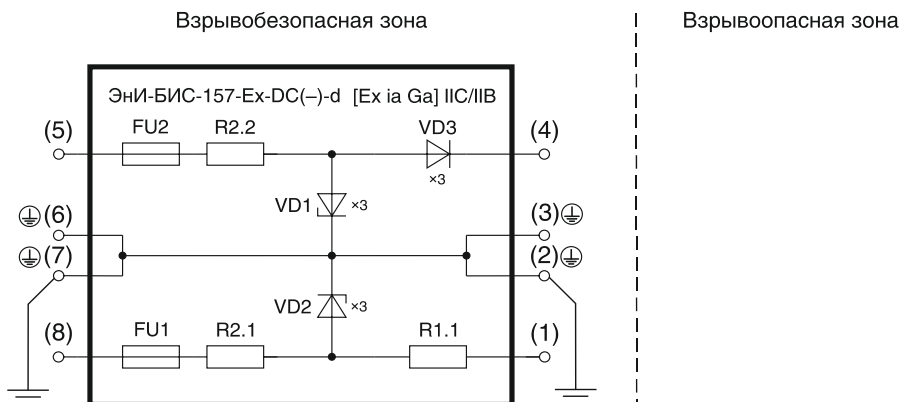 Взрывобезопасная зона
Взрывоопасная зона
ЭнИ-БИС-157-Ex-DC(–)-d [Ex ia Ga] IIC/IIB
(5)
FU2
R2.2
VD3
(4)
×3
VD1
×3
(6)
(3)
(7)
(2)
VD2
×3
(8)
FU1
R2.1
R1.1
(1)